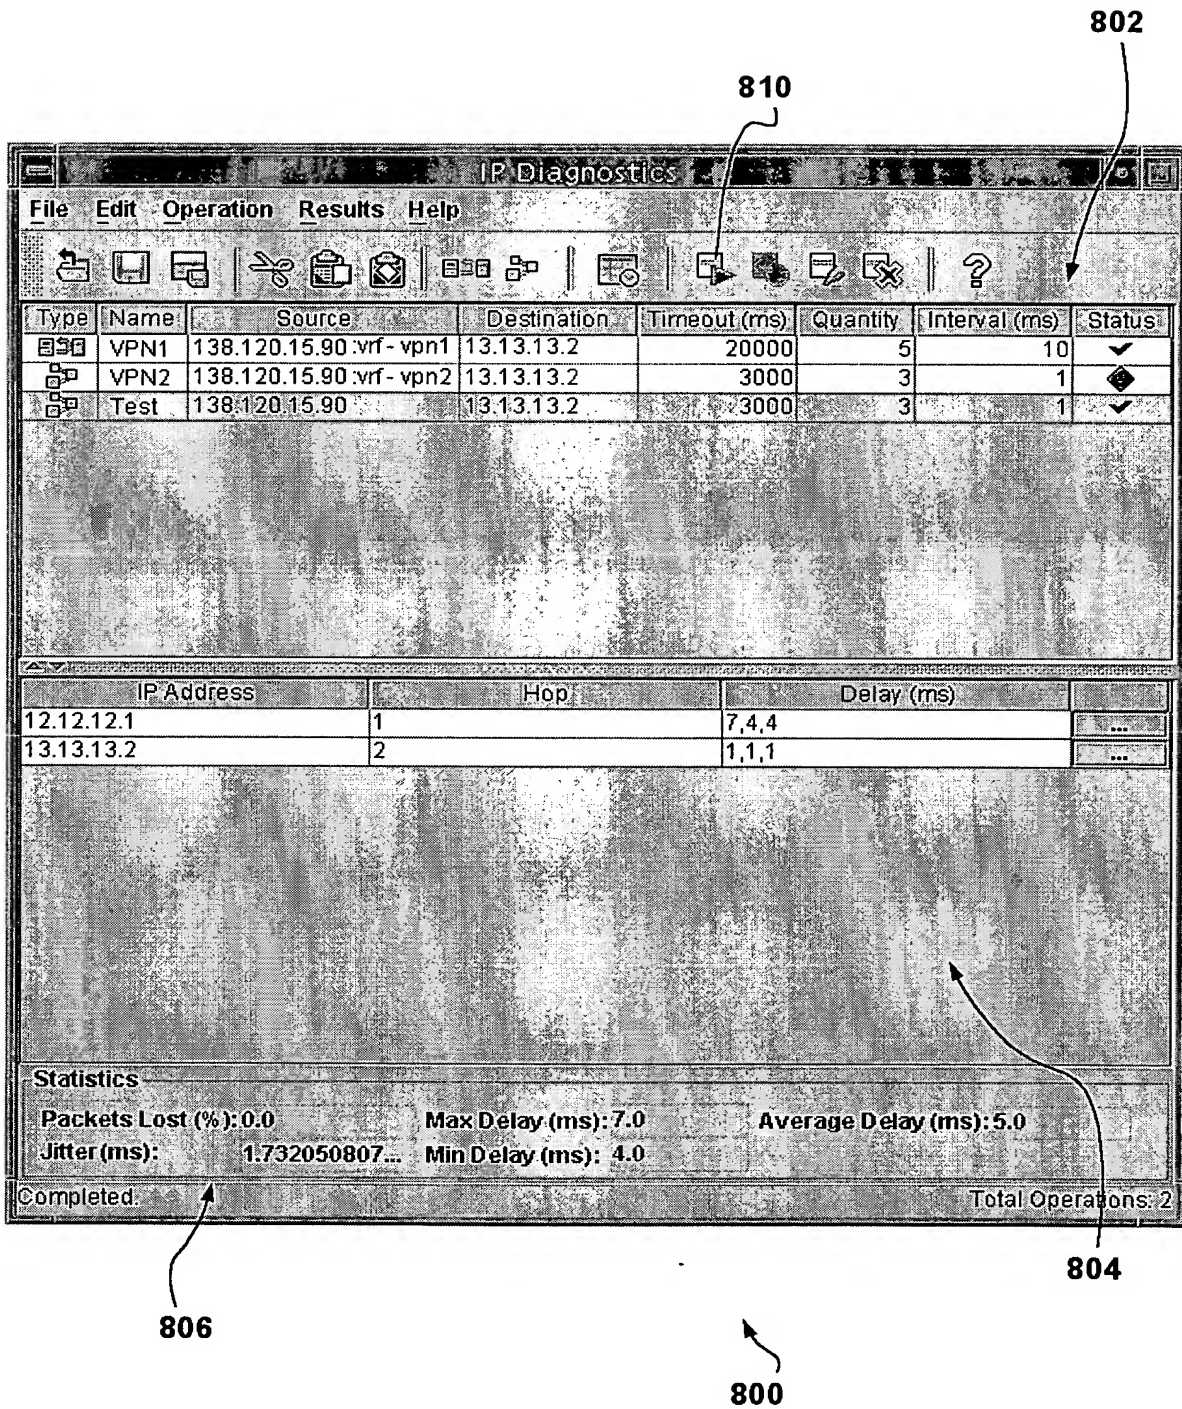 802
810
IP Diagnostics
File Edit Operation Results Help
Type Name Source Destination Timeout (ms) Quantity Interval (ms) Status
VPN1 138.120.15.90 :vrf - vpn1 13.13.13.2 20000 5 10
VPN2 138.120.15.90 :vrf - vpn2 13.13.13.2 3000 3 1
Test 138.120.15.90 13.13.13.2 3000 3 1
IP Address Hop Delay (ms)
12.12.12.1 1 7,4,4 ...
13.13.13.2 2 1,1,1 ...
Statistics
Packets Lost (%): 0.0 Max Delay (ms): 7.0 Average Delay (ms): 5.0
Jitter (ms): 1.732050807... Min Delay (ms): 4.0
Completed. Total Operations: 2
804
806
800